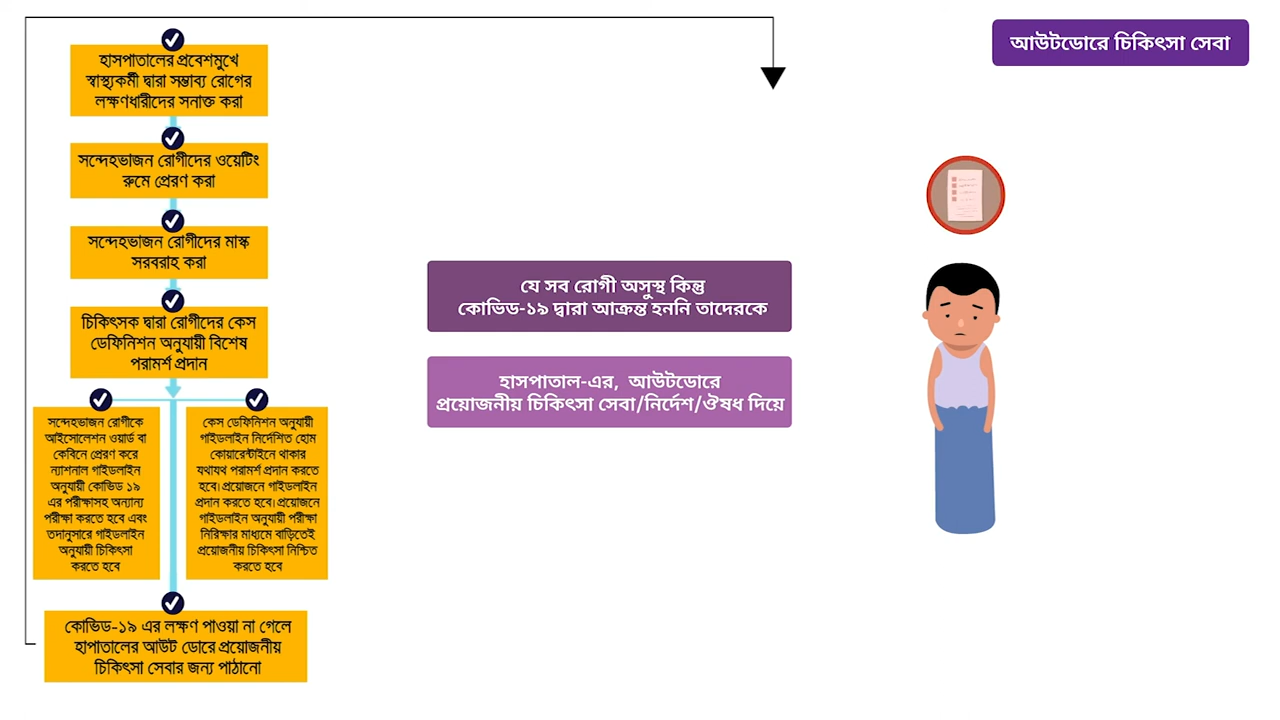 হাসপাতালের প্রবেশমুখে
স্বাস্থ্যকর্মী দ্বারা সম্ভাব্য রোগের
লক্ষণধারীদের সনাক্ত করা
সন্দেহভাজন রোগীদের ওয়েটিং
রুমে প্রেরণ করা
সন্দেহভাজন রোগীদের মাস্ক
সরবরাহ করা
চিকিৎসক দ্বারা রোগীদের কেস
ডেফিনিশন অনুযায়ী বিশেষ
পরামর্শ প্রদান
সন্দেহভাজন রোগীকে
আইসোলেশন ওয়ার্ড বা
কেবিনে প্রেরণ করে
ন্যাশনাল গাইডলাইন
অনুযায়ী কোভিড ১৯
এর পরীক্ষাসহ অন্যান্য
পরীক্ষা করতে হবে এবং
তদানুসারে গাইডলাইন
অনুযায়ী চিকিৎসা
করতে হবে
কেস ডেফিনিশন অনুযায়ী
গাইডলাইন নির্দেশিত হোম
কোয়ারেন্টাইনে থাকার
যথাযথ পরামর্শ প্রদান করতে
হবে। প্রয়োজনে গাইডলাইন
প্রদান করতে হবে। প্রয়োজনে
গাইডলাইন অনুযায়ী পরীক্ষা
নিরিক্ষার মাধ্যমে বাড়িতেই
প্রয়োজনীয় চিকিৎসা নিশ্চিত
করতে হবে
কোভিড-১৯ এর লক্ষণ পাওয়া না গেলে
হাপাতালের আউট ডোরে প্রয়োজনীয়
চিকিৎসা সেবার জন্য পাঠানো
যে সব রোগী অসুস্থ কিন্তু
কোভিড-১৯ দ্বারা আক্রন্ত হননি তাদেরকে
হাসপাতাল-এর, আউটডোরে
প্রয়োজনীয় চিকিৎসা সেবা/নির্দেশ/ঔষধ দিয়ে
আউটডোরে চিকিৎসা সেবা